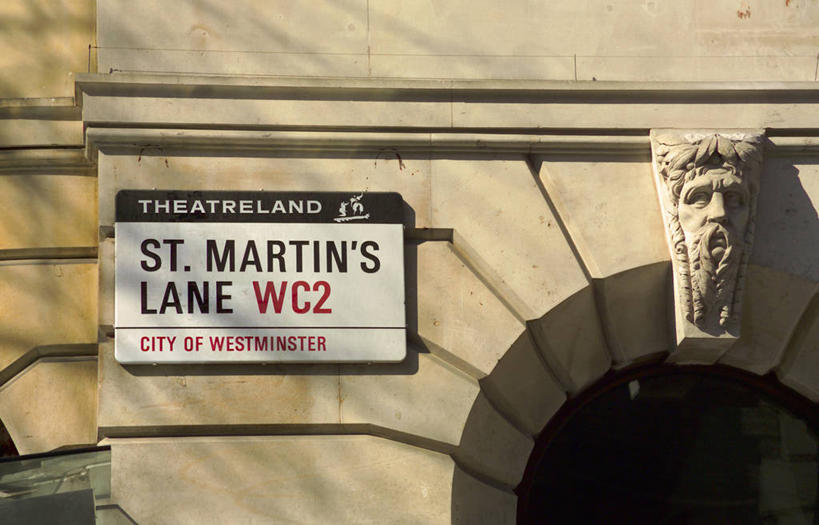 THEATRELAND
ST. MARTIN'S
LANE WC2
CITY OF WESTMINSTER